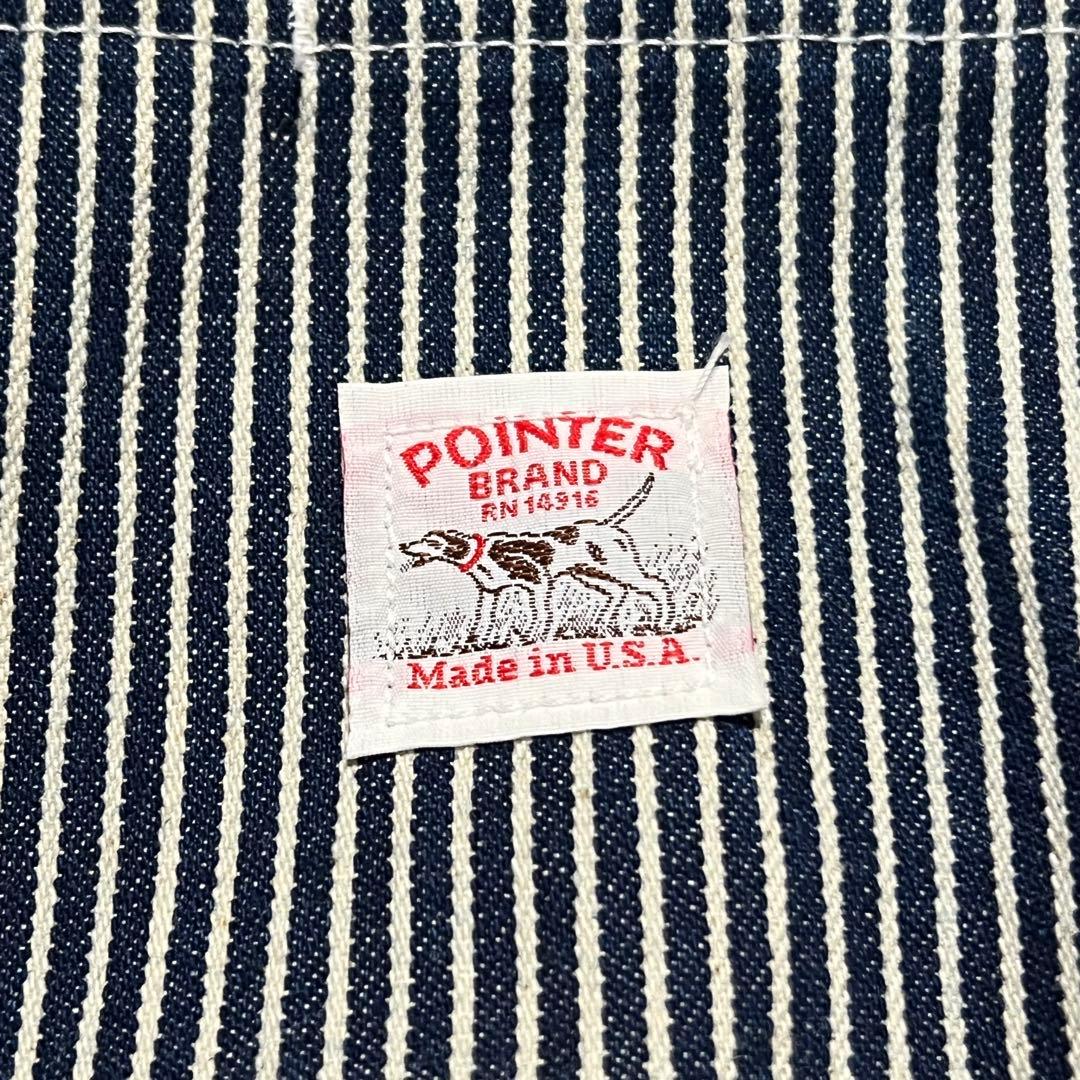 POINTER
BRAND
RN 14916
Made in U.S.A.